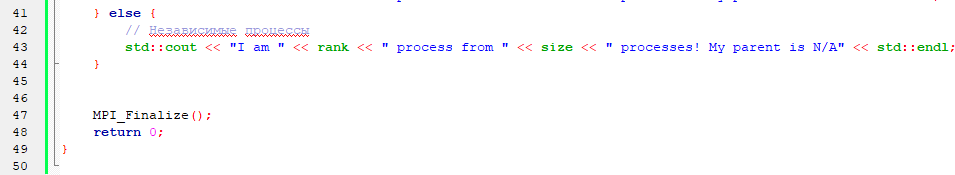 41 } else {
42 // Независимые процессы
43 std::cout << "I am " << rank << " process from " << size << " processes! My parent is N/A" << std::endl;
44 }
45
46
47 MPI_Finalize();
48 return 0;
49 }
50